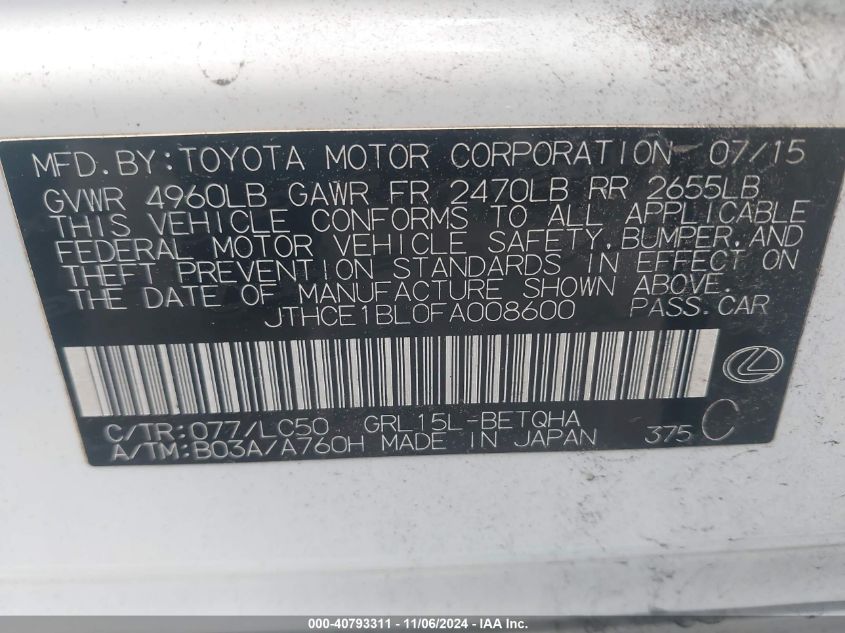 MFD. BY: TOYOTA MOTOR CORPORATION 07/15
GVWR 4960LB GAWR FR 2470LB RR 2655LB
THIS VEHICLE CONFORMS TO ALL APPLICABLE
FEDERAL MOTOR VEHICLE SAFETY, BUMPER, AND
THEFT PREVENTION STANDARDS IN EFFECT ON
THE DATE OF MANUFACTURE SHOWN ABOVE.
JTHCE1BL0FA008600 PASS. CAR
C/TR: 077/LC50 GRL15L-BETQHA
A/TM: B03A/A760H MADE IN JAPAN 375 C
000-40793311 - 11/06/2024 - Copyright 2024 IAA, Inc.